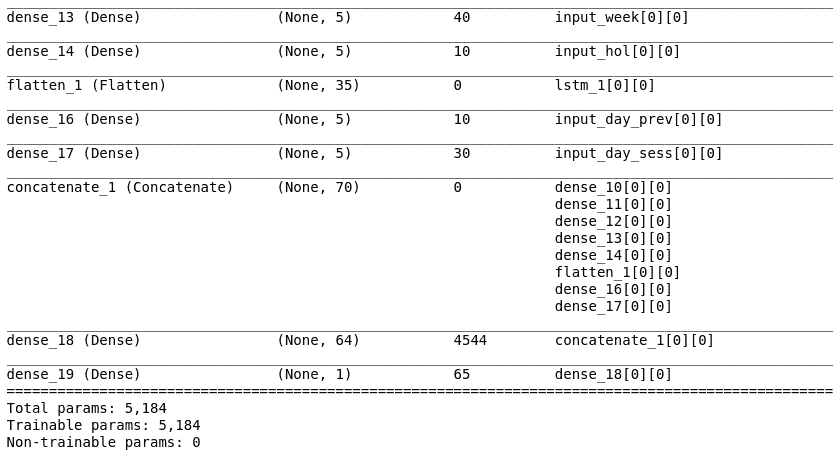 dense_13 (Dense) (None, 5) 40 input_week[0][0]
dense_14 (Dense) (None, 5) 10 input_hol[0][0]
flatten_1 (Flatten) (None, 35) 0 lstm_1[0][0]
dense_16 (Dense) (None, 5) 10 input_day_prev[0][0]
dense_17 (Dense) (None, 5) 30 input_day_sess[0][0]
concatenate_1 (Concatenate) (None, 70) 0 dense_10[0][0]
dense_11[0][0]
dense_12[0][0]
dense_13[0][0]
dense_14[0][0]
flatten_1[0][0]
dense_16[0][0]
dense_17[0][0]
dense_18 (Dense) (None, 64) 4544 concatenate_1[0][0]
dense_19 (Dense) (None, 1) 65 dense_18[0][0]
Total params: 5,184
Trainable params: 5,184
Non-trainable params: 0